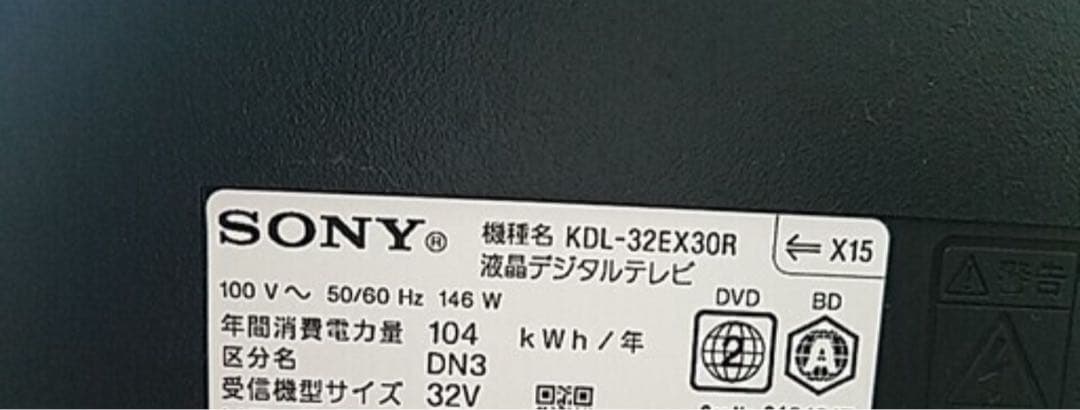 SONY® 機種名 KDL-32EX30R ⇐ X15
液晶デジタルテレビ
100 V～ 50/60 Hz 146 W DVD BD
年間消費電力量 104 kWh/年
2 A
区分名 DN3
受信機型サイズ 32V
警告